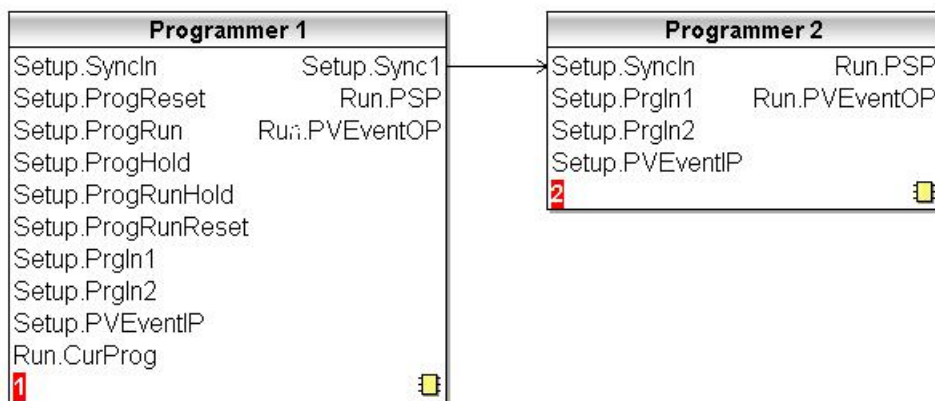 Programmer 1
Setup.SyncIn Setup.Sync1
Setup.ProgReset Run.PSP
Setup.ProgRun Run.PVEventOP
Setup.ProgHold
Setup.ProgRunHold
Setup.ProgRunReset
Setup.PrgIn1
Setup.PrgIn2
Setup.PVEventIP
Run.CurProg
1
Programmer 2
Setup.SyncIn Run.PSP
Setup.PrgIn1 Run.PVEventOP
Setup.PrgIn2
Setup.PVEventIP
2